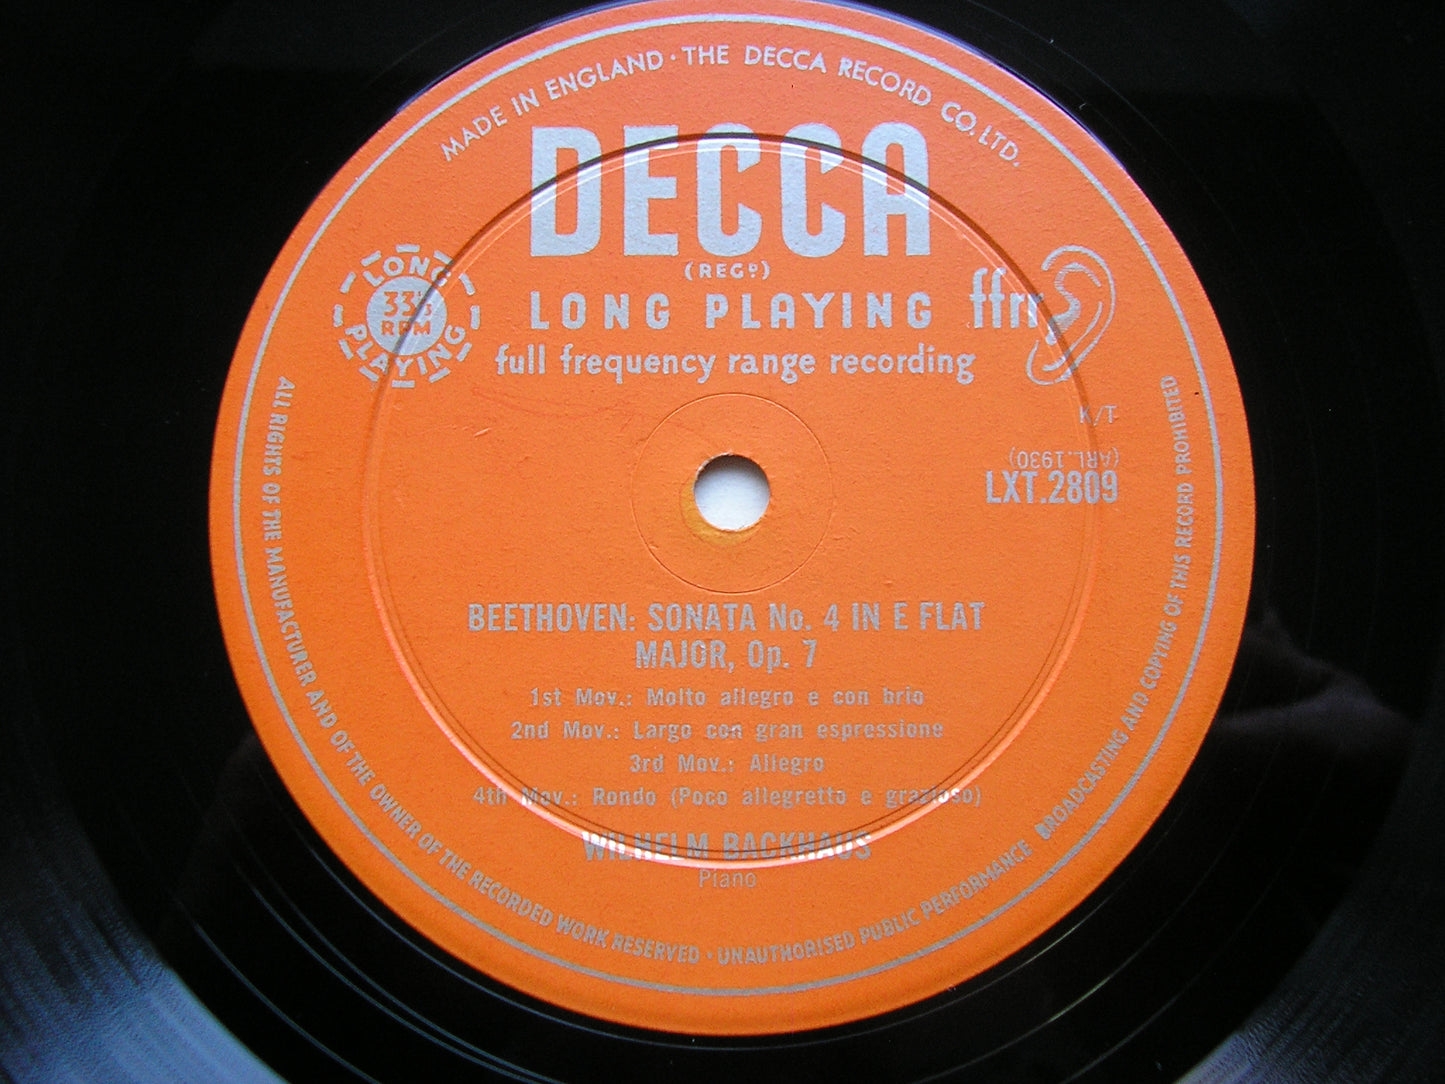 MADE IN ENGLAND · THE DECCA RECORD CO. LTD.
DECCA
(REGD)
LONG PLAYING
33⅓
RPM
LONG PLAYING ffrr
full frequency range recording
K/T
(ARL.1930)
LXT.2809
BEETHOVEN: SONATA No. 4 IN E FLAT
MAJOR, Op. 7
1st Mov.: Molto allegro e con brio
2nd Mov.: Largo con gran espressione
3rd Mov.: Allegro
4th Mov.: Rondo (Poco allegretto e grazioso)
WILHELM BACKHAUS
Piano
ALL RIGHTS OF THE MANUFACTURER AND OF THE OWNER OF THE RECORDED WORK RESERVED · UNAUTHORISED PUBLIC PERFORMANCE BROADCASTING AND COPYING OF THIS RECORD PROHIBITED